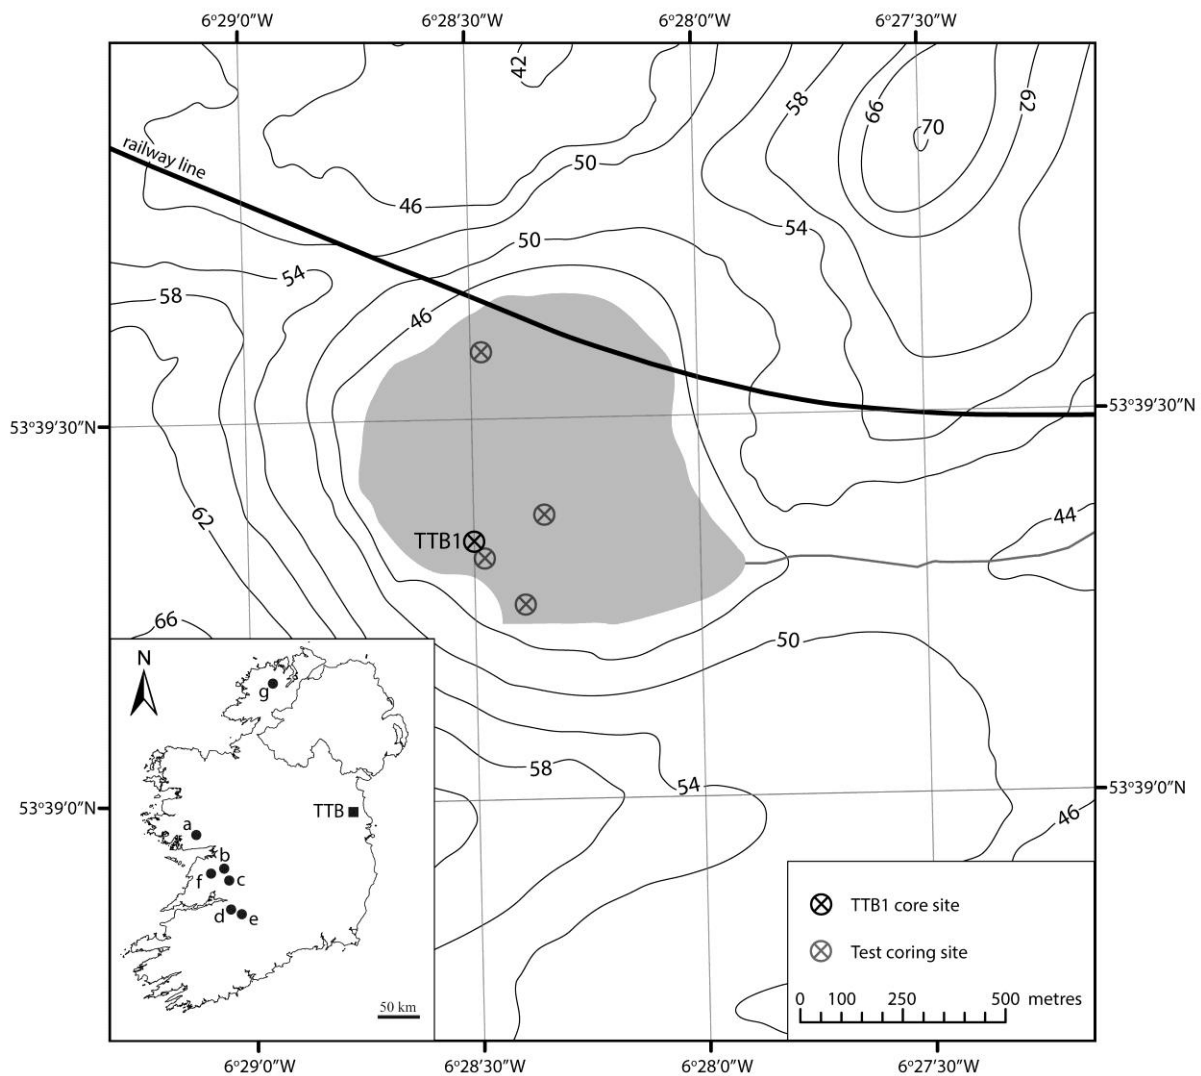 6°29'0"W 6°28'30"W 6°28'0"W 6°27'30"W
42
58
66
62
70
railway line
50
46
54
50
54
58
46
53°39'30"N
53°39'30"N
62
44
TTB1
66
50
N
g
58
54
53°39'0"N
53°39'0"N
TTB
46
a
b
f
c
d
e
TTB1 core site
Test coring site
0 100 250 500 metres
50 km
6°29'0"W 6°28'30"W 6°28'0"W 6°27'30"W